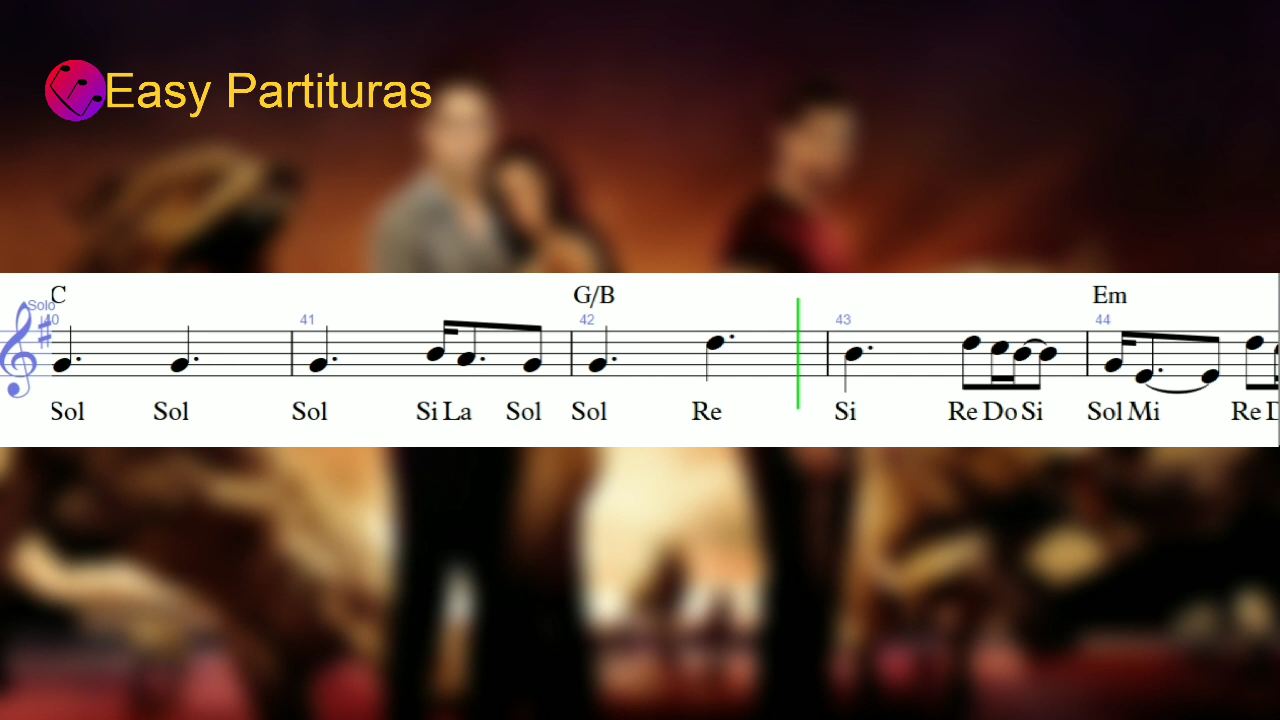 Easy Partituras
C G/B Em
Solo
40 41 42 43 44
Sol Sol Sol Si La Sol Sol Re Si Re Do Si Sol Mi Re